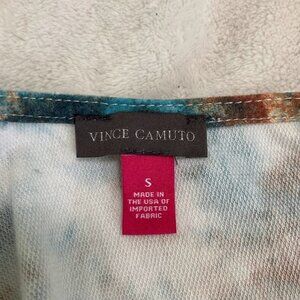 VINCE CAMUTO
S
MADE IN
THE USA OF
IMPORTED
FABRIC